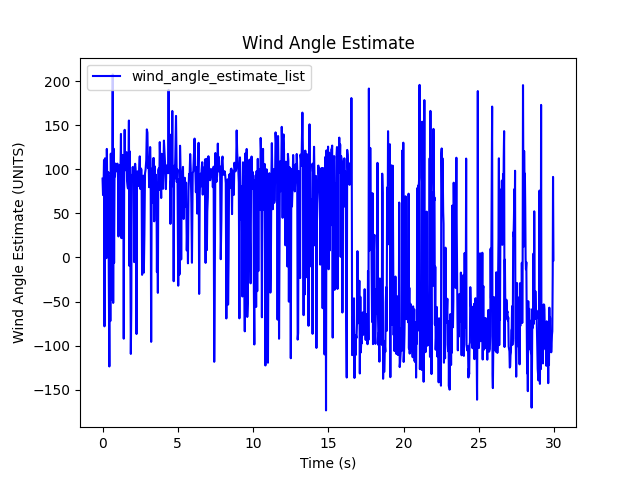 Wind Angle Estimate
wind_angle_estimate_list
Wind Angle Estimate (UNITS)
200
150
100
50
0
−50
−100
−150
0 5 10 15 20 25 30
Time (s)